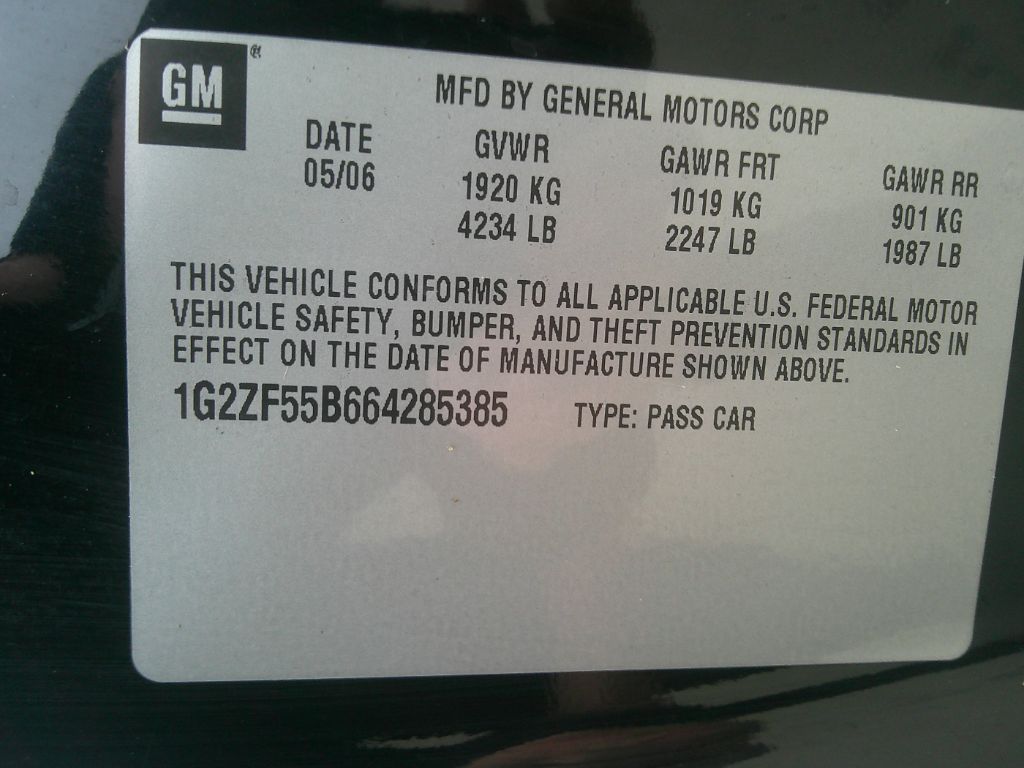 GM ®
MFD BY GENERAL MOTORS CORP
DATE GVWR GAWR FRT GAWR RR
05/06 1920 KG 1019 KG 901 KG
4234 LB 2247 LB 1987 LB
THIS VEHICLE CONFORMS TO ALL APPLICABLE U.S. FEDERAL MOTOR
VEHICLE SAFETY, BUMPER, AND THEFT PREVENTION STANDARDS IN
EFFECT ON THE DATE OF MANUFACTURE SHOWN ABOVE.
1G2ZF55B664285385 TYPE: PASS CAR